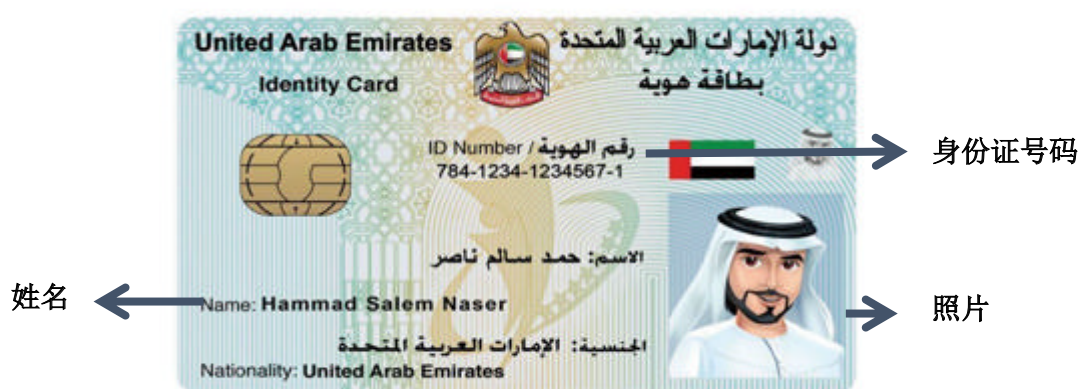 United Arab Emirates
دولة الإمارات العربية المتحدة
Identity Card
بطاقة هوية
ID Number / رقم الهوية
784-1234-1234567-1
身份证号码
الاسم: حمد سالم ناصر
姓名
Name: Hammad Salem Naser
照片
الجنسية: الإمارات العربية المتحدة
Nationality: United Arab Emirates